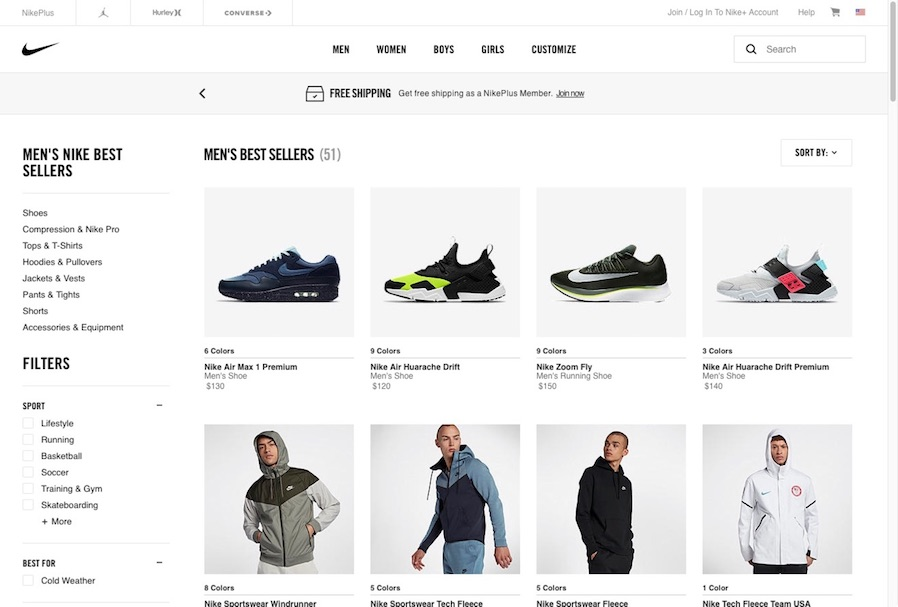 NikePlus
Hurley
CONVERSE
Join / Log In To Nike+ Account
Help
MEN
WOMEN
BOYS
GIRLS
CUSTOMIZE
Search
FREE SHIPPING Get free shipping as a NikePlus Member. Join now
MEN'S NIKE BEST
SELLERS
Shoes
Compression & Nike Pro
Tops & T-Shirts
Hoodies & Pullovers
Jackets & Vests
Pants & Tights
Shorts
Accessories & Equipment
FILTERS
SPORT
Lifestyle
Running
Basketball
Soccer
Training & Gym
Skateboarding
+ More
BEST FOR
Cold Weather
MEN'S BEST SELLERS (51)
SORT BY:
6 Colors
Nike Air Max 1 Premium
Men's Shoe
$130
9 Colors
Nike Air Huarache Drift
Men's Shoe
$120
9 Colors
Nike Zoom Fly
Men's Running Shoe
$150
3 Colors
Nike Air Huarache Drift Premium
Men's Shoe
$140
8 Colors
Nike Sportswear Windrunner
5 Colors
Nike Sportswear Tech Fleece
5 Colors
Nike Sportswear Fleece
1 Color
Nike Tech Fleece Team USA